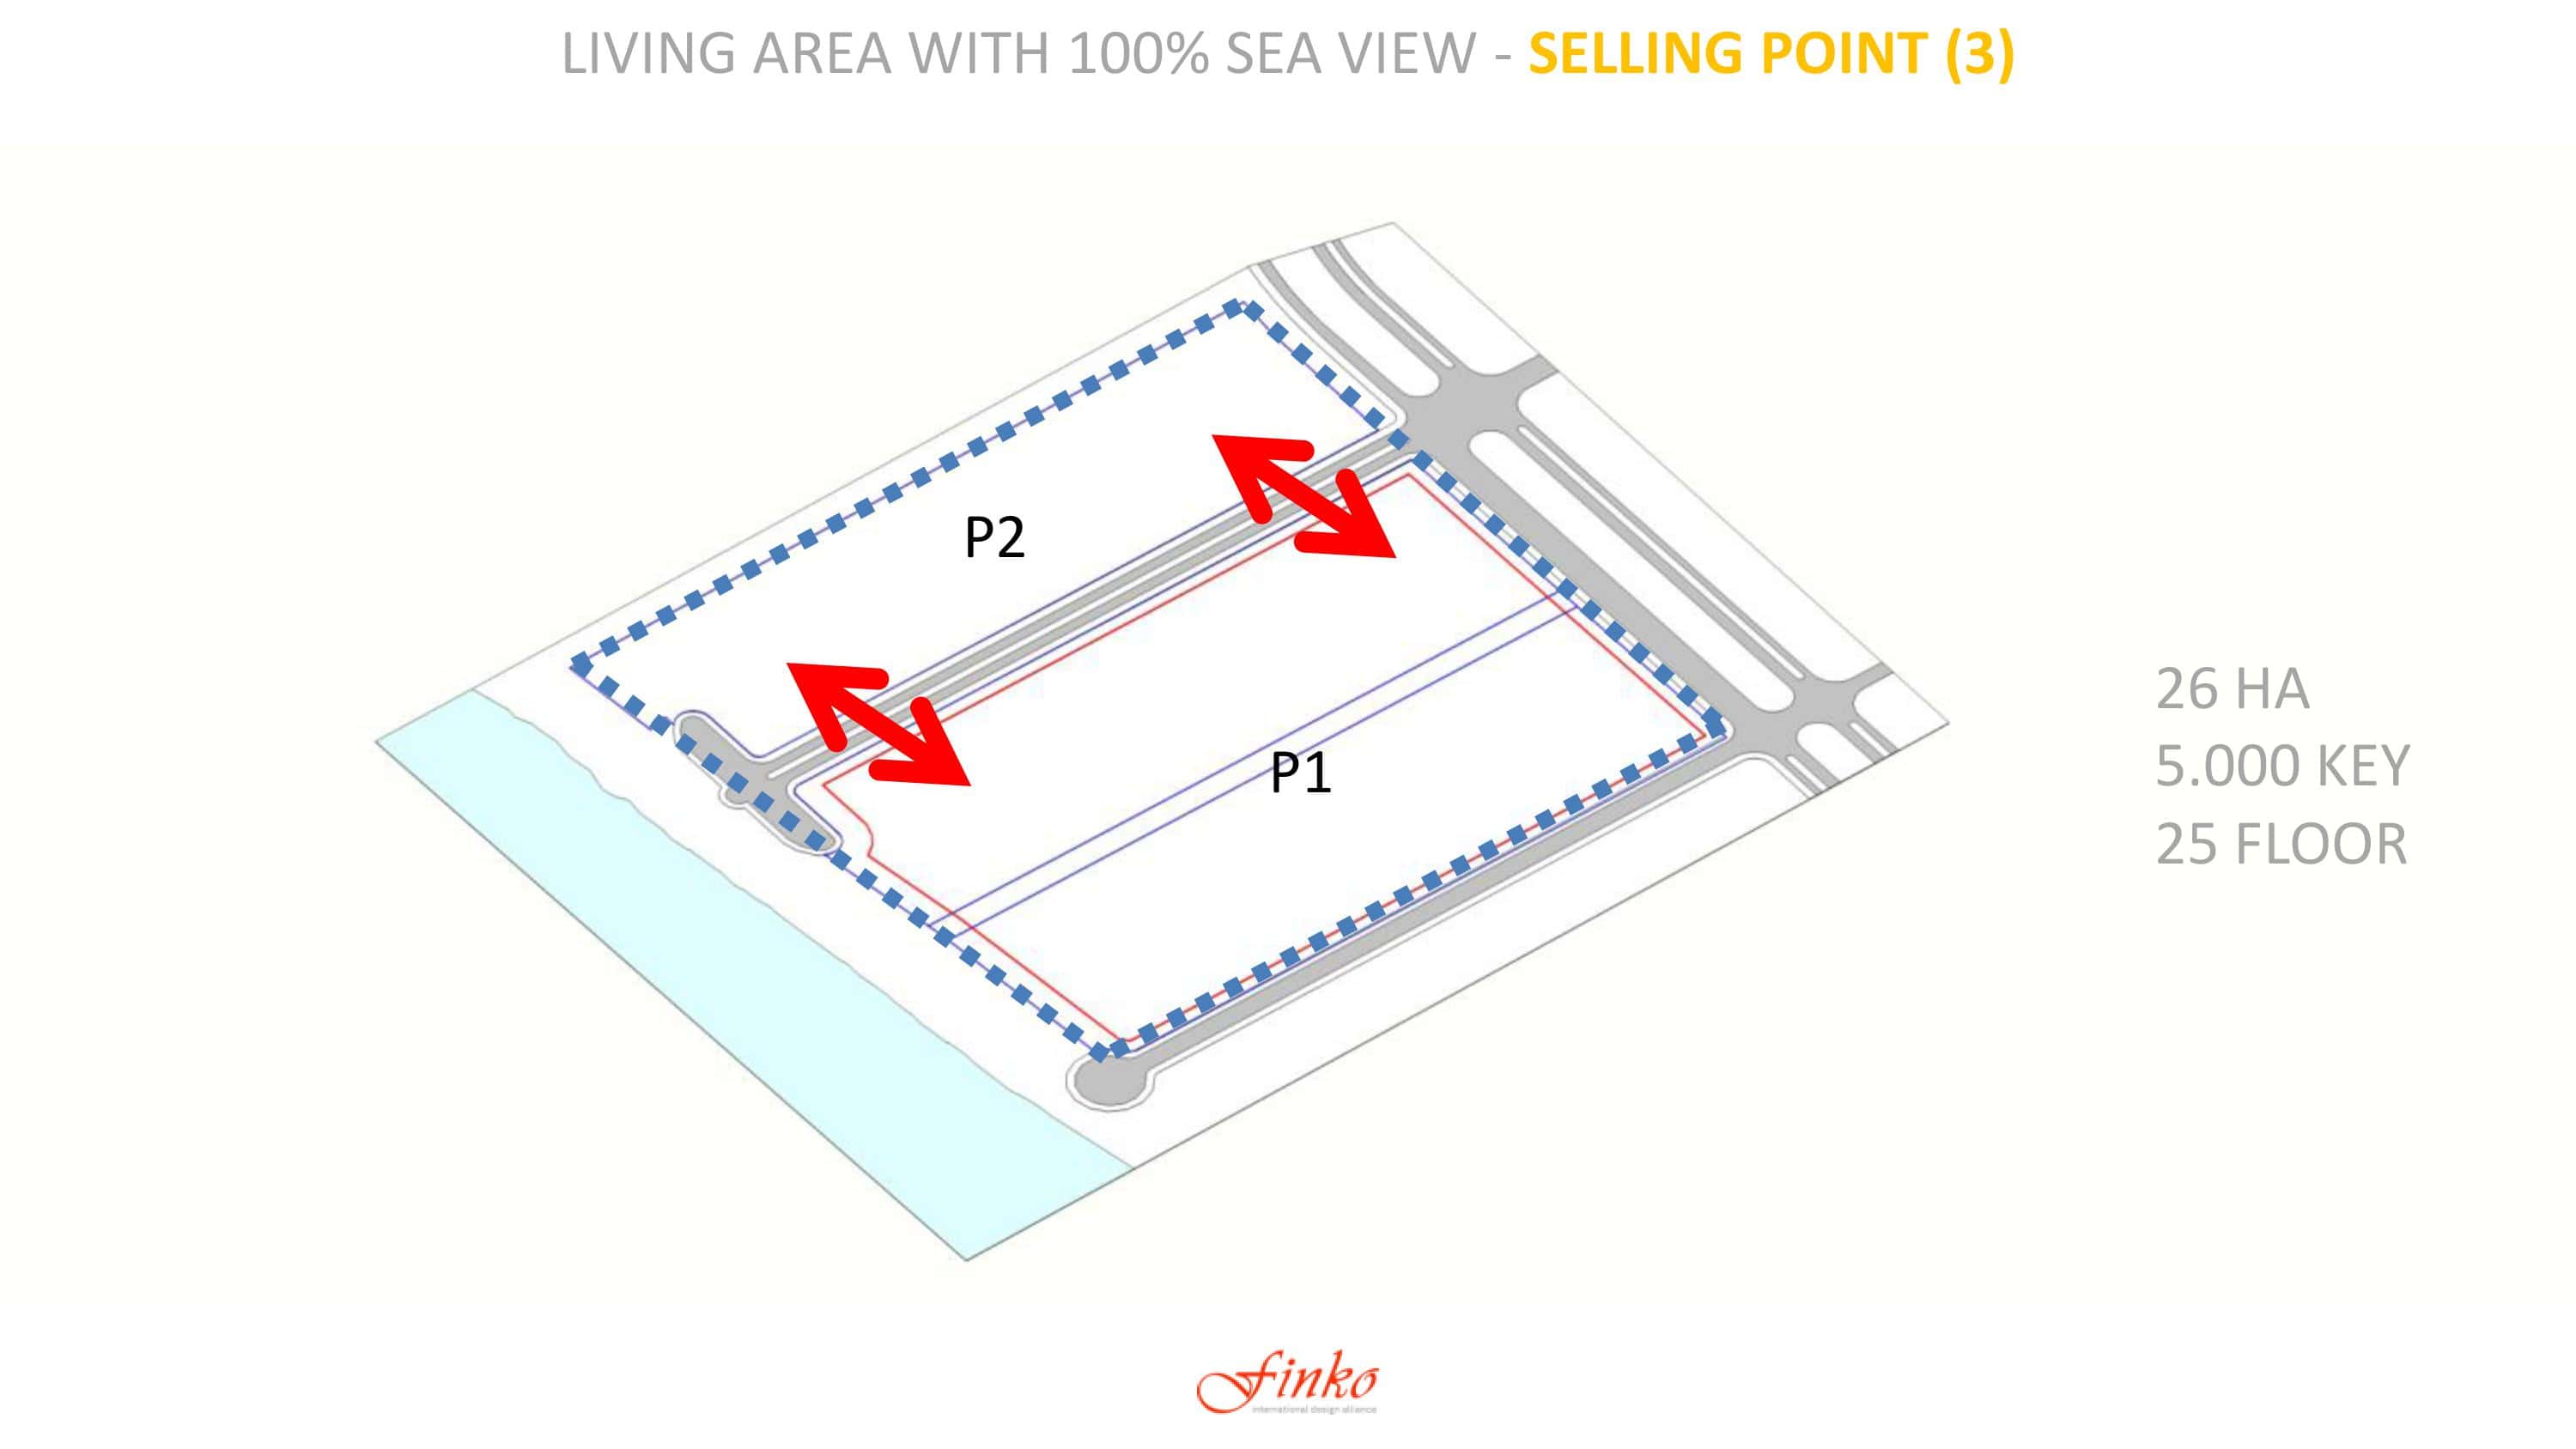 LIVING AREA WITH 100% SEA VIEW - SELLING POINT (3)
P2
P1
26 HA
5.000 KEY
25 FLOOR
finko
international design alliance